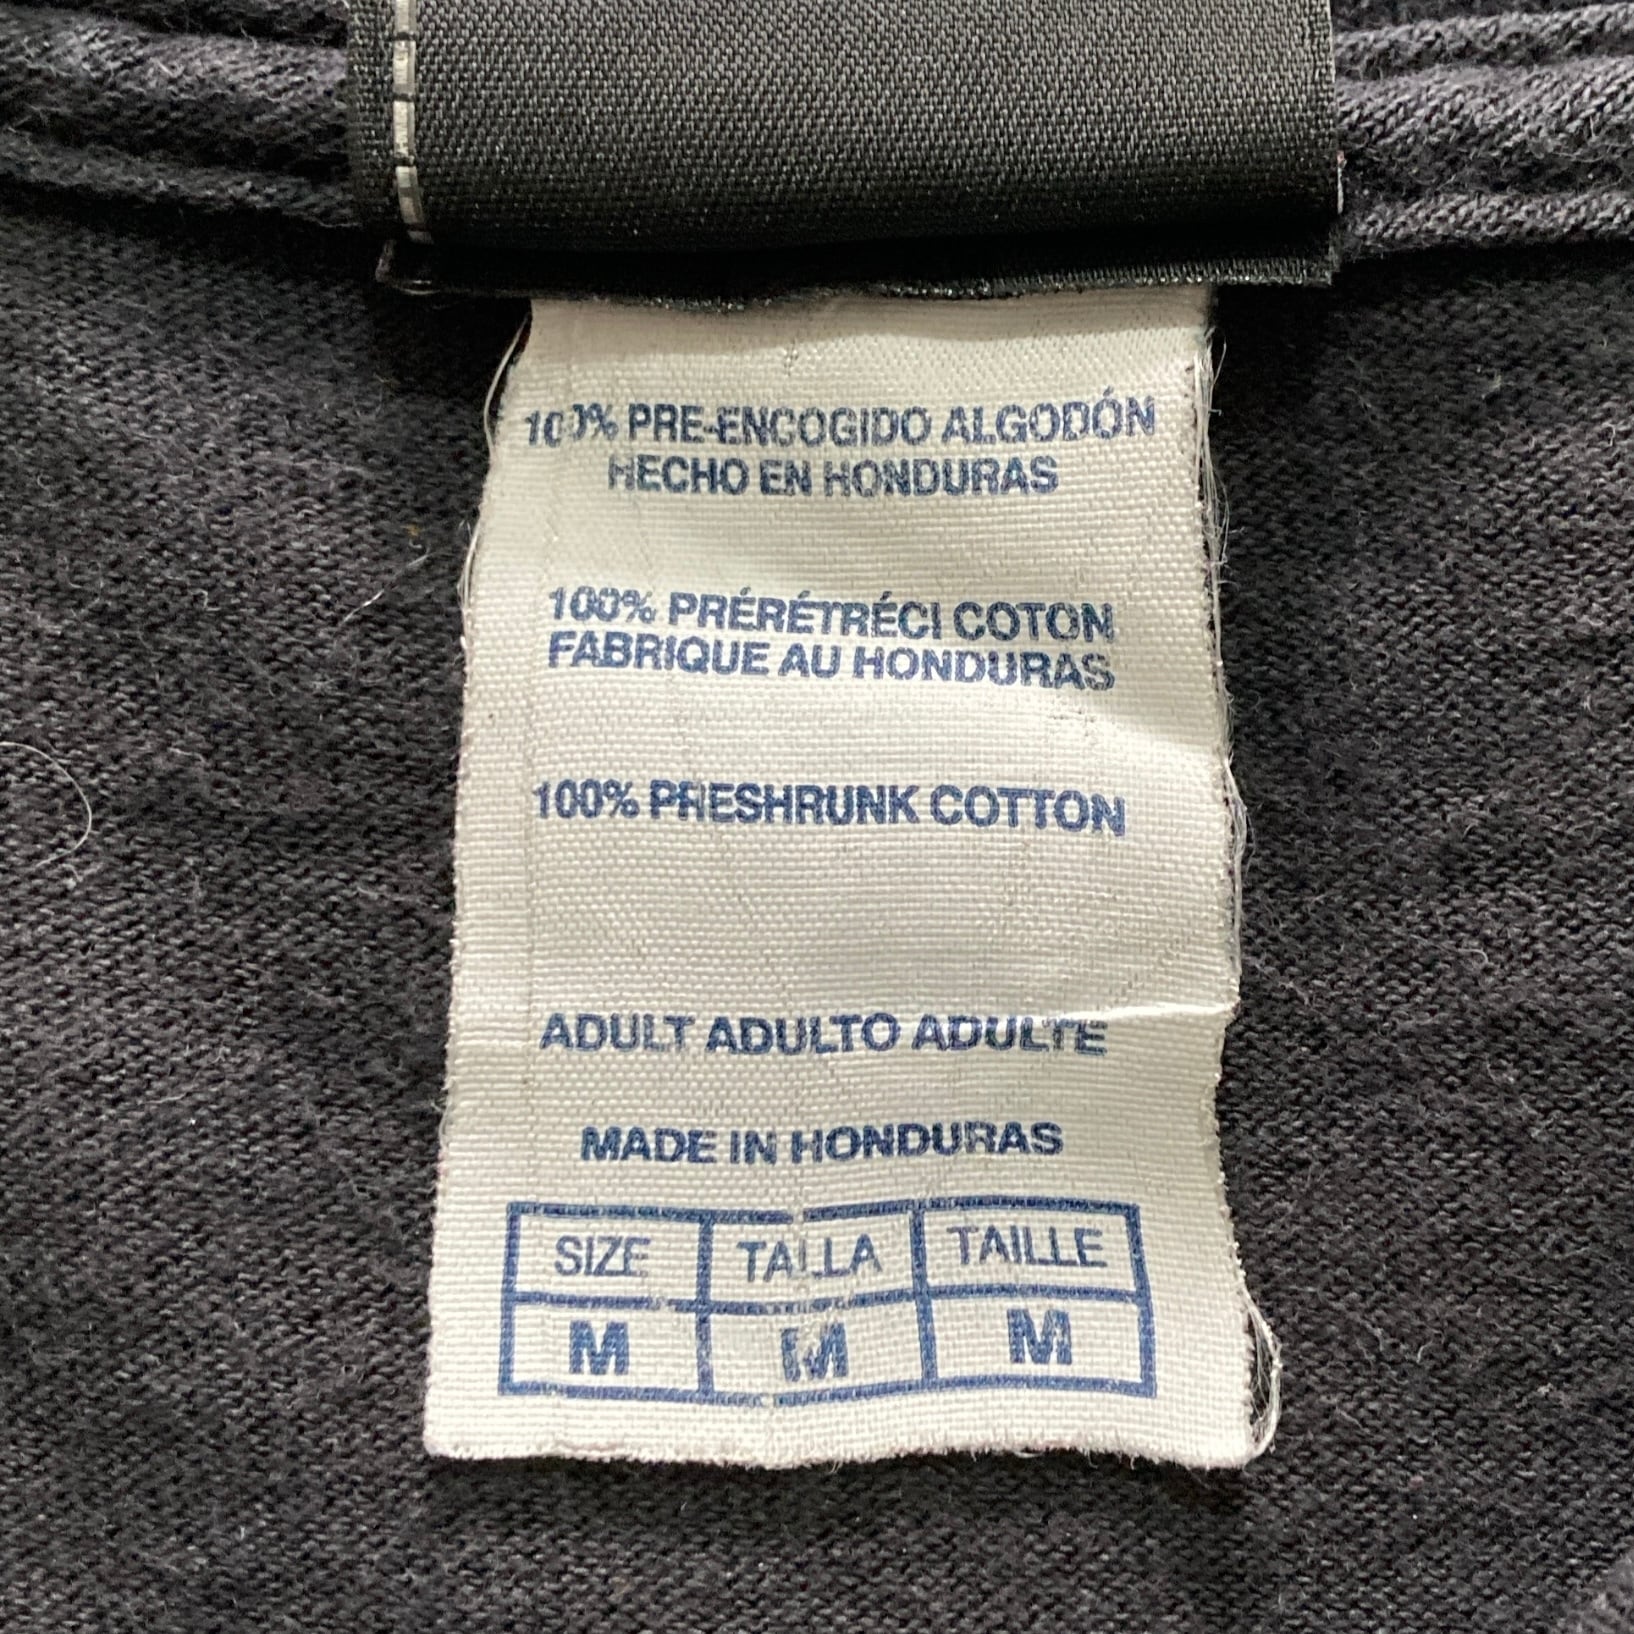 100% PRE-ENCOGIDO ALGODÓN
HECHO EN HONDURAS
100% PRÉRÉTRÉCI COTON
FABRIQUE AU HONDURAS
100% PRESHRUNK COTTON
ADULT ADULTO ADULTE
MADE IN HONDURAS
SIZE TALLA TAILLE
M M M